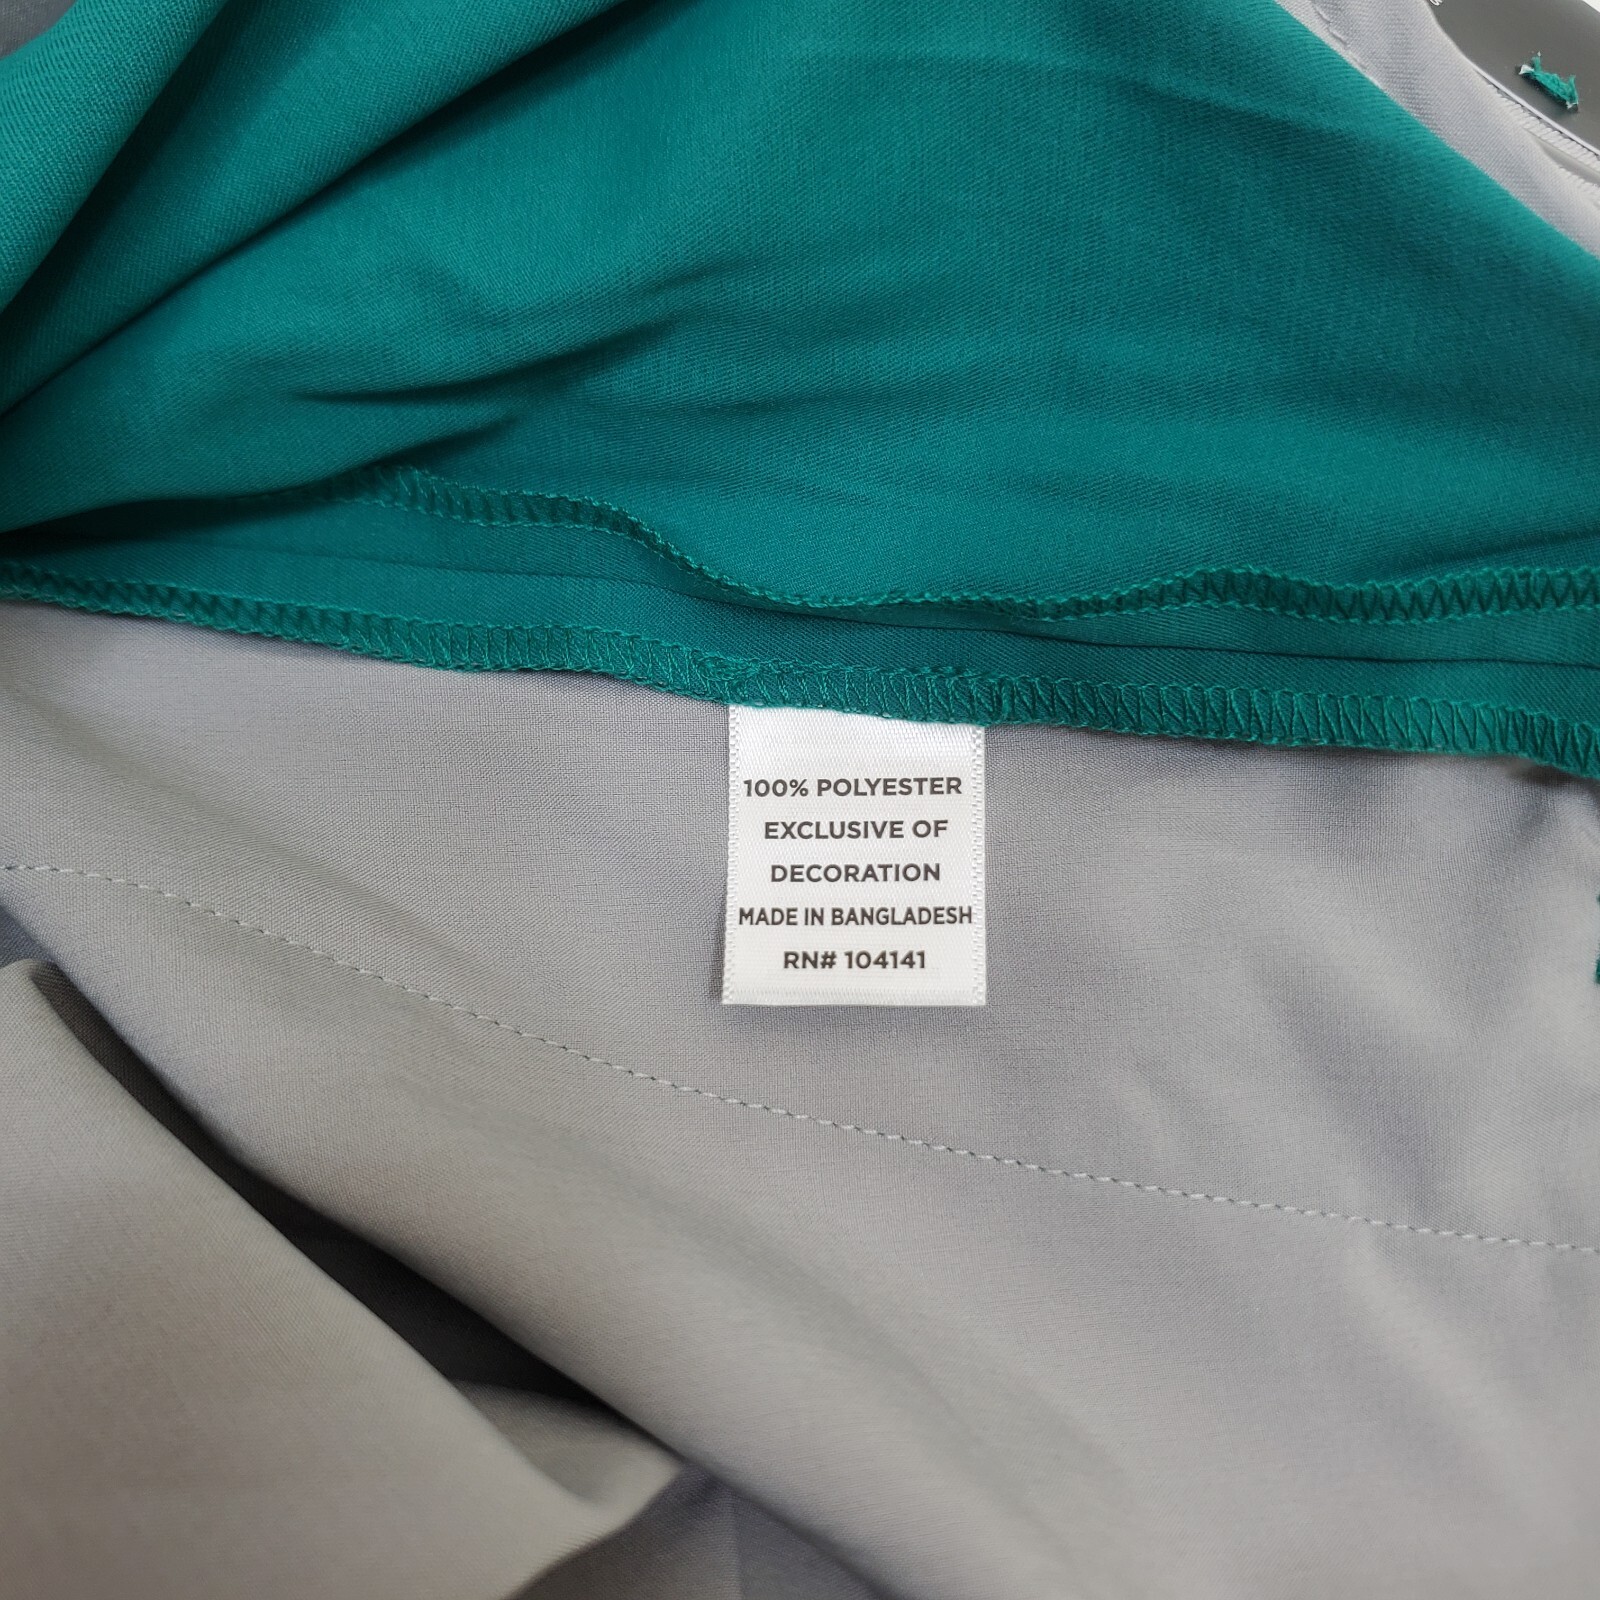 100% POLYESTER
EXCLUSIVE OF
DECORATION
MADE IN BANGLADESH
RN# 104141